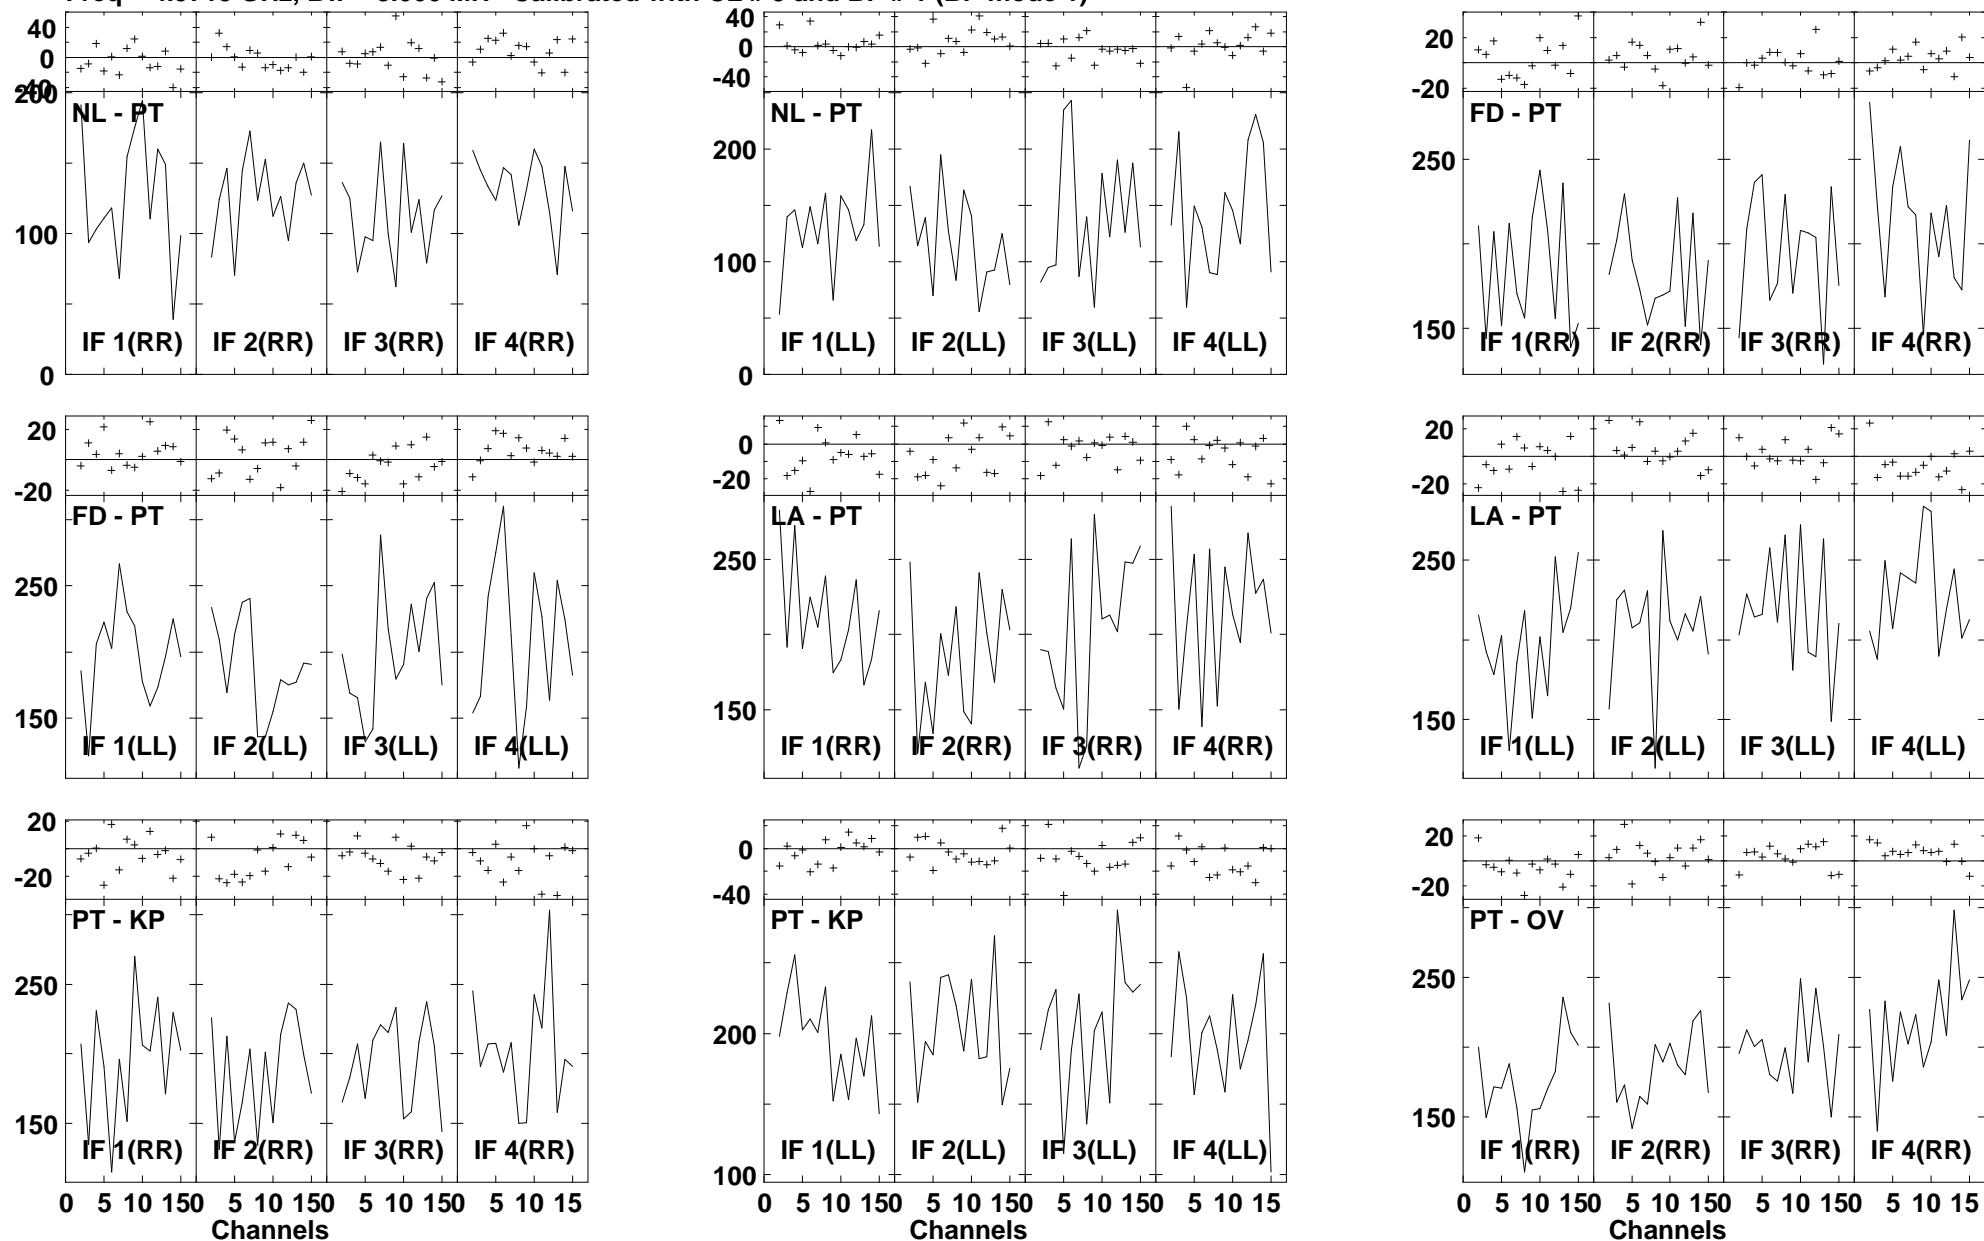 40
0
-40
200
NL - PT
100
0
IF 1(RR) IF 2(RR) IF 3(RR) IF 4(RR)
40
0
-40
NL - PT
200
100
0
IF 1(LL) IF 2(LL) IF 3(LL) IF 4(LL)
20
-20
FD - PT
250
150
IF 1(RR) IF 2(RR) IF 3(RR) IF 4(RR)
20
-20
FD - PT
250
150
IF 1(LL) IF 2(LL) IF 3(LL) IF 4(LL)
0
-20
LA - PT
250
150
IF 1(RR) IF 2(RR) IF 3(RR) IF 4(RR)
20
-20
LA - PT
250
150
IF 1(LL) IF 2(LL) IF 3(LL) IF 4(LL)
20
0
-20
PT - KP
250
150
IF 1(RR) IF 2(RR) IF 3(RR) IF 4(RR)
0 5 10 150 5 10 150 5 10 150 5 10 15
Channels
0
-40
PT - KP
200
100
IF 1(LL) IF 2(LL) IF 3(LL) IF 4(LL)
0 5 10 150 5 10 150 5 10 150 5 10 15
Channels
20
-20
PT - OV
250
150
IF 1(RR) IF 2(RR) IF 3(RR) IF 4(RR)
0 5 10 150 5 10 150 5 10 150 5 10 15
Channels